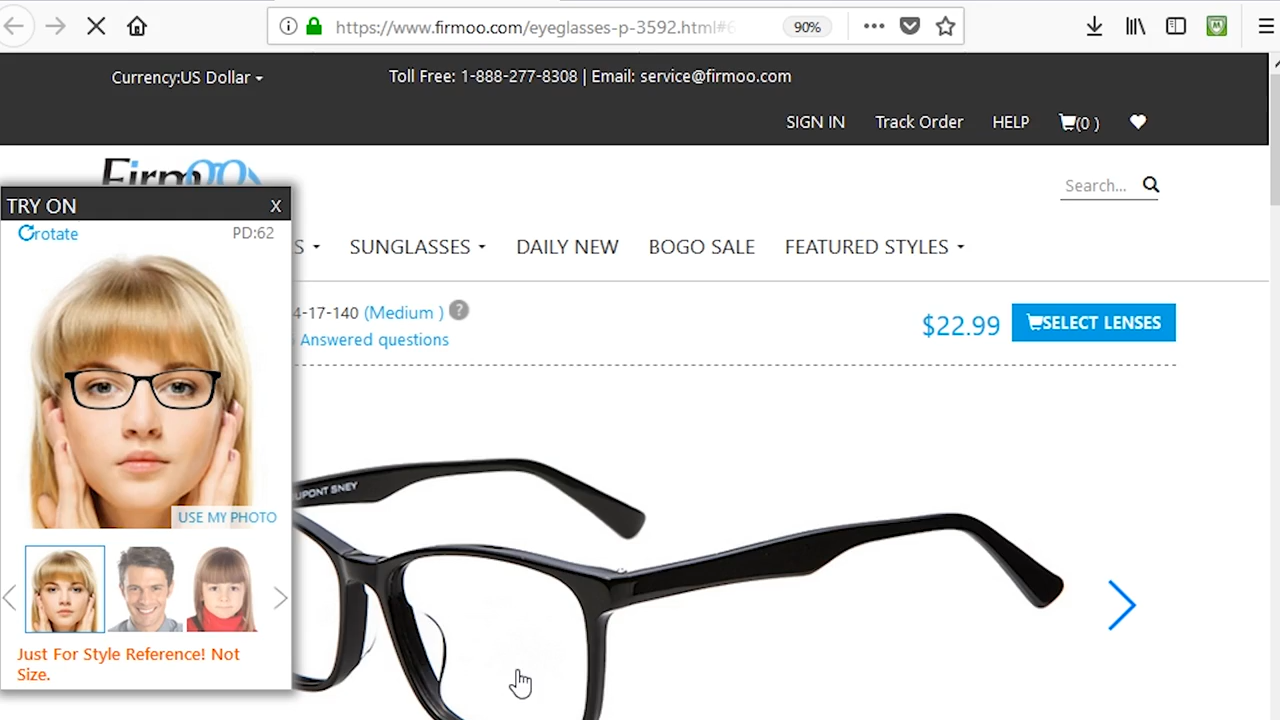 https://www.firmoo.com/eyeglasses-p-3592.html#
90%
Currency:US Dollar
Toll Free: 1-888-277-8308 | Email: service@firmoo.com
SIGN IN Track Order HELP (0 )
Firmoo
Search...
TRY ON X
rotate PD:62
S SUNGLASSES DAILY NEW BOGO SALE FEATURED STYLES
4-17-140 (Medium ) ?
Answered questions
$22.99 SELECT LENSES
UPONT SNEY
USE MY PHOTO
Just For Style Reference! Not
Size.